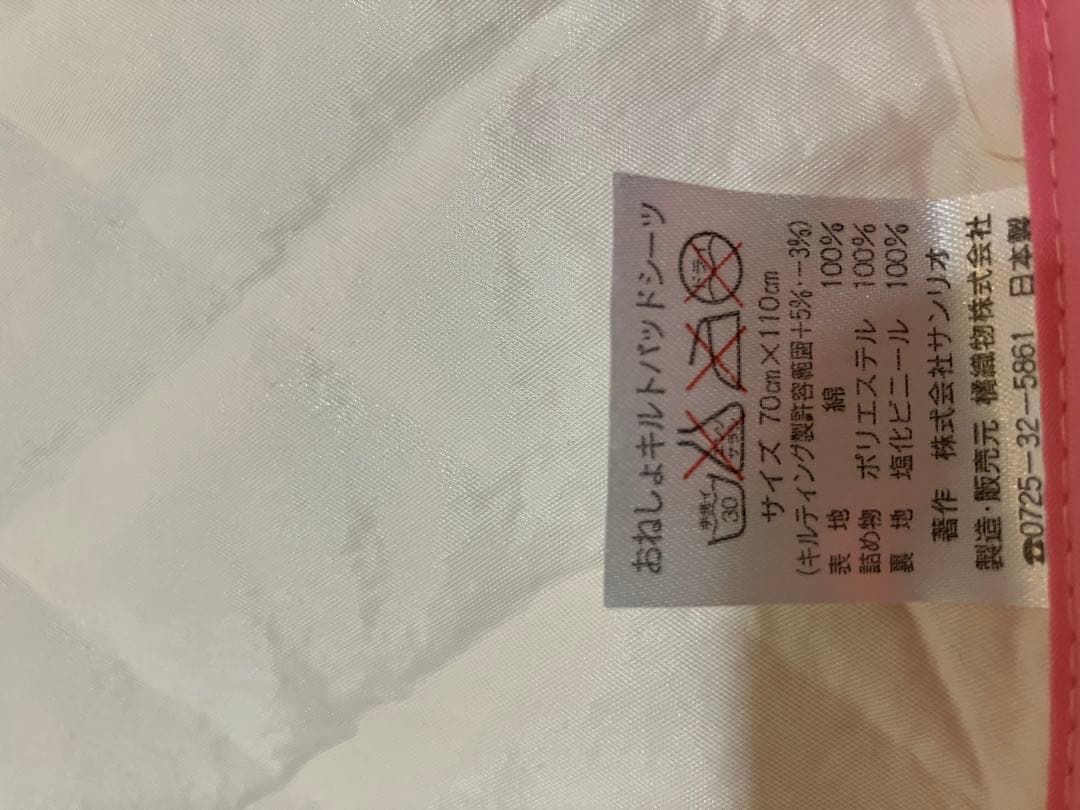 おねしょキルトパッドシーツ
30
サイズ 70cm×110cm
(キルティング製許容範囲+5%・-3%)
表 地 綿 100%
詰め物 ポリエステル 100%
裏 地 塩化ビニール 100%
著作 株式会社サンリオ
製造・販売元 橘織物株式会社
☎0725-32-5861 日本製